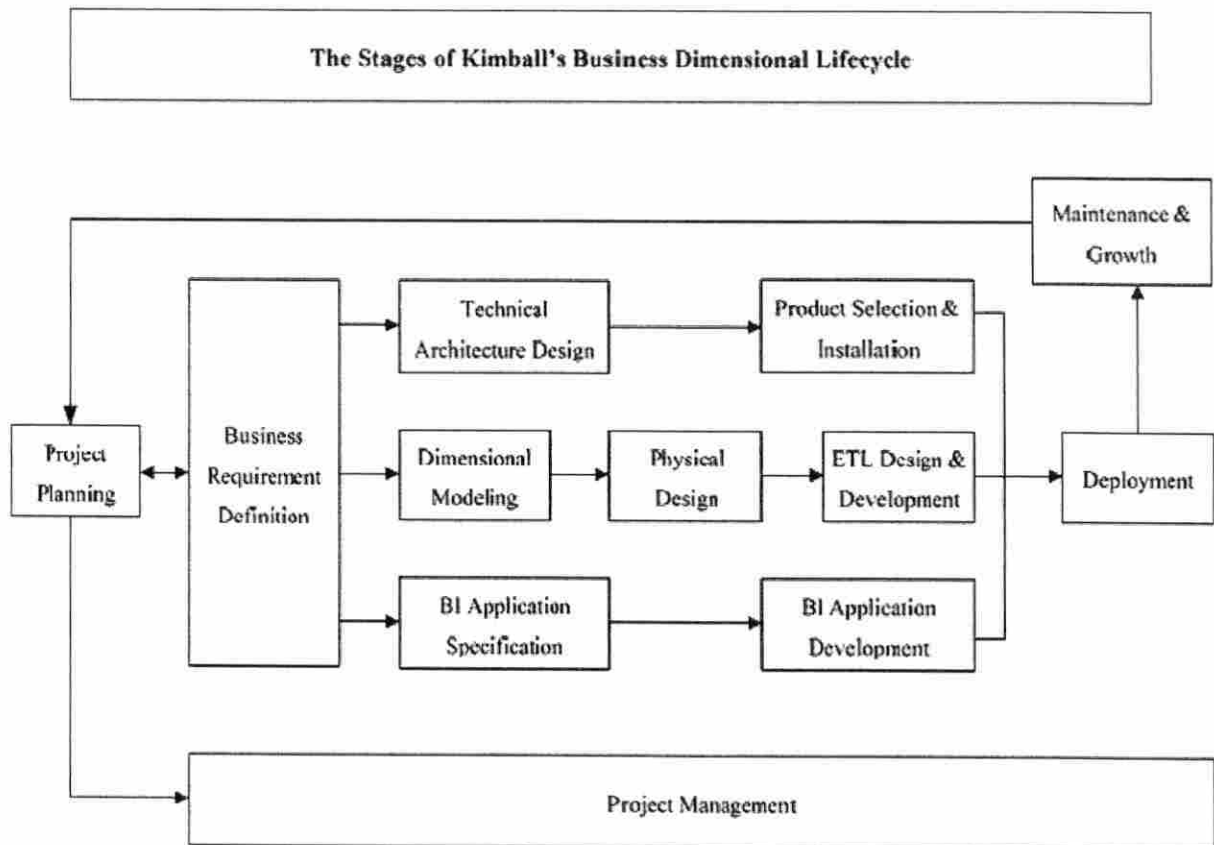 The Stages of Kimball's Business Dimensional Lifecycle
Maintenance &
Growth
Technical
Architecture Design
Product Selection &
Installation
Project
Planning
Business
Requirement
Definition
Dimensional
Modeling
Physical
Design
ETL Design &
Development
Deployment
BI Application
Specification
BI Application
Development
Project Management